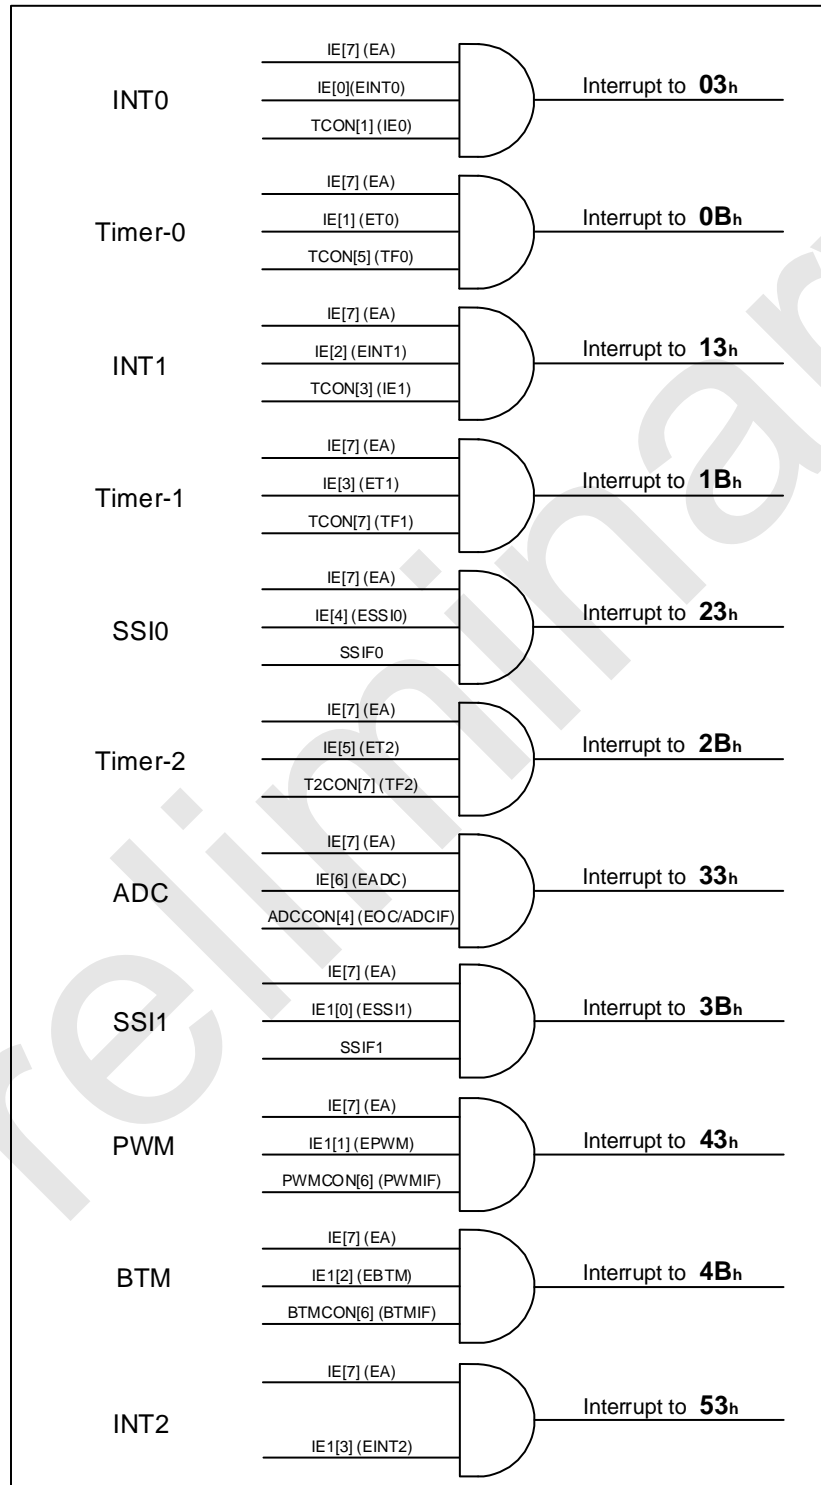 IE[7] (EA)
INT0
IE[0](EINT0)
Interrupt to 03h
TCON[1] (IE0)
IE[7] (EA)
Timer-0
IE[1] (ET0)
Interrupt to 0Bh
TCON[5] (TF0)
IE[7] (EA)
INT1
IE[2] (EINT1)
Interrupt to 13h
TCON[3] (IE1)
IE[7] (EA)
Timer-1
IE[3] (ET1)
Interrupt to 1Bh
TCON[7] (TF1)
IE[7] (EA)
SSI0
IE[4] (ESSI0)
Interrupt to 23h
SSIF0
IE[7] (EA)
Timer-2
IE[5] (ET2)
Interrupt to 2Bh
T2CON[7] (TF2)
IE[7] (EA)
ADC
IE[6] (EADC)
Interrupt to 33h
ADCCON[4] (EOC/ADCIF)
IE[7] (EA)
SSI1
IE1[0] (ESSI1)
Interrupt to 3Bh
SSIF1
IE[7] (EA)
PWM
IE1[1] (EPWM)
Interrupt to 43h
PWMCON[6] (PWMIF)
IE[7] (EA)
BTM
IE1[2] (EBTM)
Interrupt to 4Bh
BTMCON[6] (BTMIF)
IE[7] (EA)
INT2
Interrupt to 53h
IE1[3] (EINT2)
reliminar